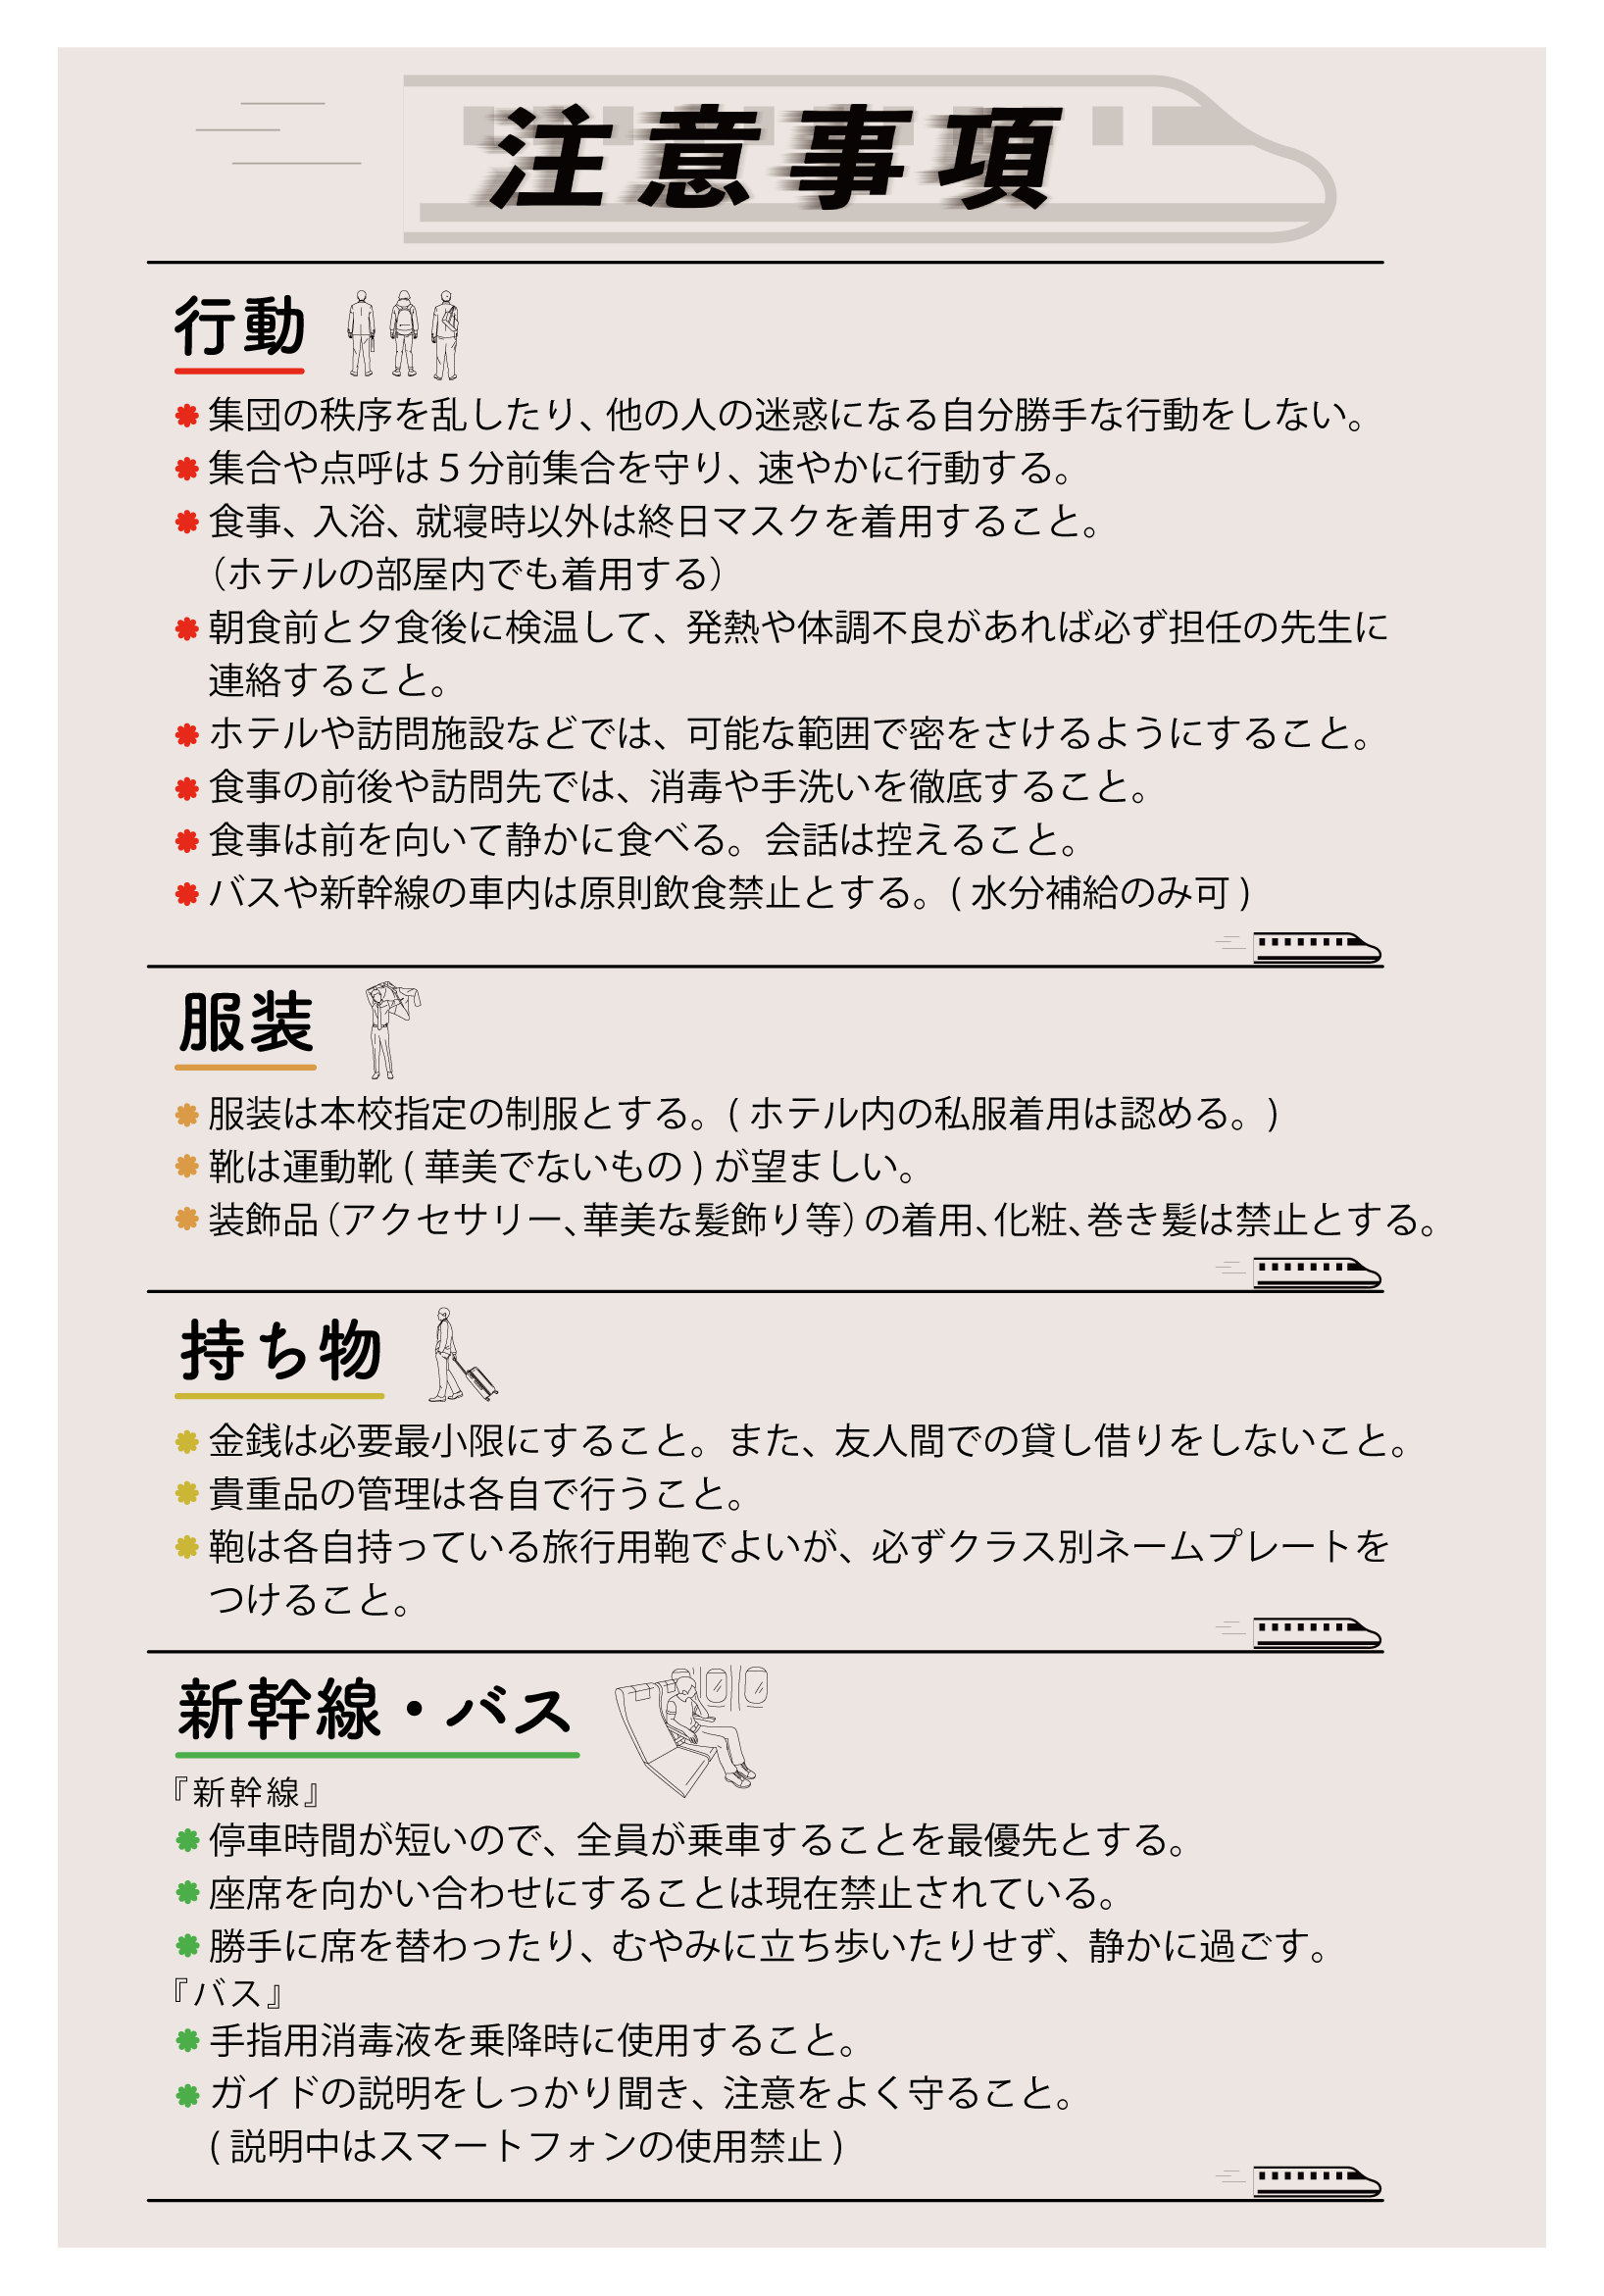 注意事項
行動
集団の秩序を乱したり、他の人の迷惑になる自分勝手な行動をしない。
集合や点呼は5分前集合を守り、速やかに行動する。
食事、入浴、就寝時以外は終日マスクを着用すること。
（ホテルの部屋内でも着用する）
朝食前と夕食後に検温して、発熱や体調不良があれば必ず担任の先生に
連絡すること。
ホテルや訪問施設などでは、可能な範囲で密をさけるようにすること。
食事の前後や訪問先では、消毒や手洗いを徹底すること。
食事は前を向いて静かに食べる。会話は控えること。
バスや新幹線の車内は原則飲食禁止とする。(水分補給のみ可)
服装
服装は本校指定の制服とする。(ホテル内の私服着用は認める。)
靴は運動靴(華美でないもの)が望ましい。
装飾品（アクセサリー、華美な髪飾り等）の着用、化粧、巻き髪は禁止とする。
持ち物
金銭は必要最小限にすること。また、友人間での貸し借りをしないこと。
貴重品の管理は各自で行うこと。
鞄は各自持っている旅行用鞄でよいが、必ずクラス別ネームプレートを
つけること。
新幹線・バス
『新幹線』
停車時間が短いので、全員が乗車することを最優先とする。
座席を向かい合わせにすることは現在禁止されている。
勝手に席を替わったり、むやみに立ち歩いたりせず、静かに過ごす。
『バス』
手指用消毒液を乗降時に使用すること。
ガイドの説明をしっかり聞き、注意をよく守ること。
(説明中はスマートフォンの使用禁止)